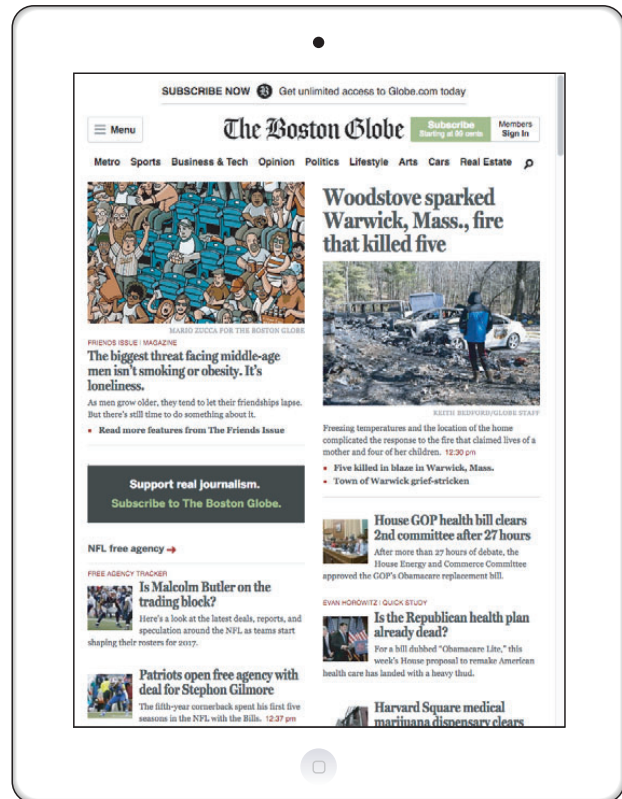 SUBSCRIBE NOW B Get unlimited access to Globe.com today
Menu
The Boston Globe
Subscribe
Starting at 99 cents
Members
Sign In
Metro Sports Business & Tech Opinion Politics Lifestyle Arts Cars Real Estate
MARIO ZUCCA FOR THE BOSTON GLOBE
FRIENDS ISSUE | MAGAZINE
The biggest threat facing middle-age
men isn't smoking or obesity. It's
loneliness.
As men grow older, they tend to let their friendships lapse.
But there's still time to do something about it.
Read more features from The Friends Issue
Support real journalism.
Subscribe to The Boston Globe.
NFL free agency
FREE AGENCY TRACKER
Is Malcolm Butler on the
trading block?
Here's a look at the latest deals, reports, and
speculation around the NFL as teams start
shaping their rosters for 2017.
Patriots open free agency with
deal for Stephon Gilmore
The fifth-year cornerback spent his first five
seasons in the NFL with the Bills. 12:37 pm
Woodstove sparked
Warwick, Mass., fire
that killed five
KEITH BEDFORD/GLOBE STAFF
Freezing temperatures and the location of the home
complicated the response to the fire that claimed lives of a
mother and four of her children. 12:30 pm
Five killed in blaze in Warwick, Mass.
Town of Warwick grief-stricken
House GOP health bill clears
2nd committee after 27 hours
After more than 27 hours of debate, the
House Energy and Commerce Committee
approved the GOP's Obamacare replacement bill.
EVAN HOROWITZ | QUICK STUDY
Is the Republican health plan
already dead?
For a bill dubbed "Obamacare Lite," this
week's House proposal to remake American
health care has landed with a heavy thud.
Harvard Square medical
marijuana dispensary clears